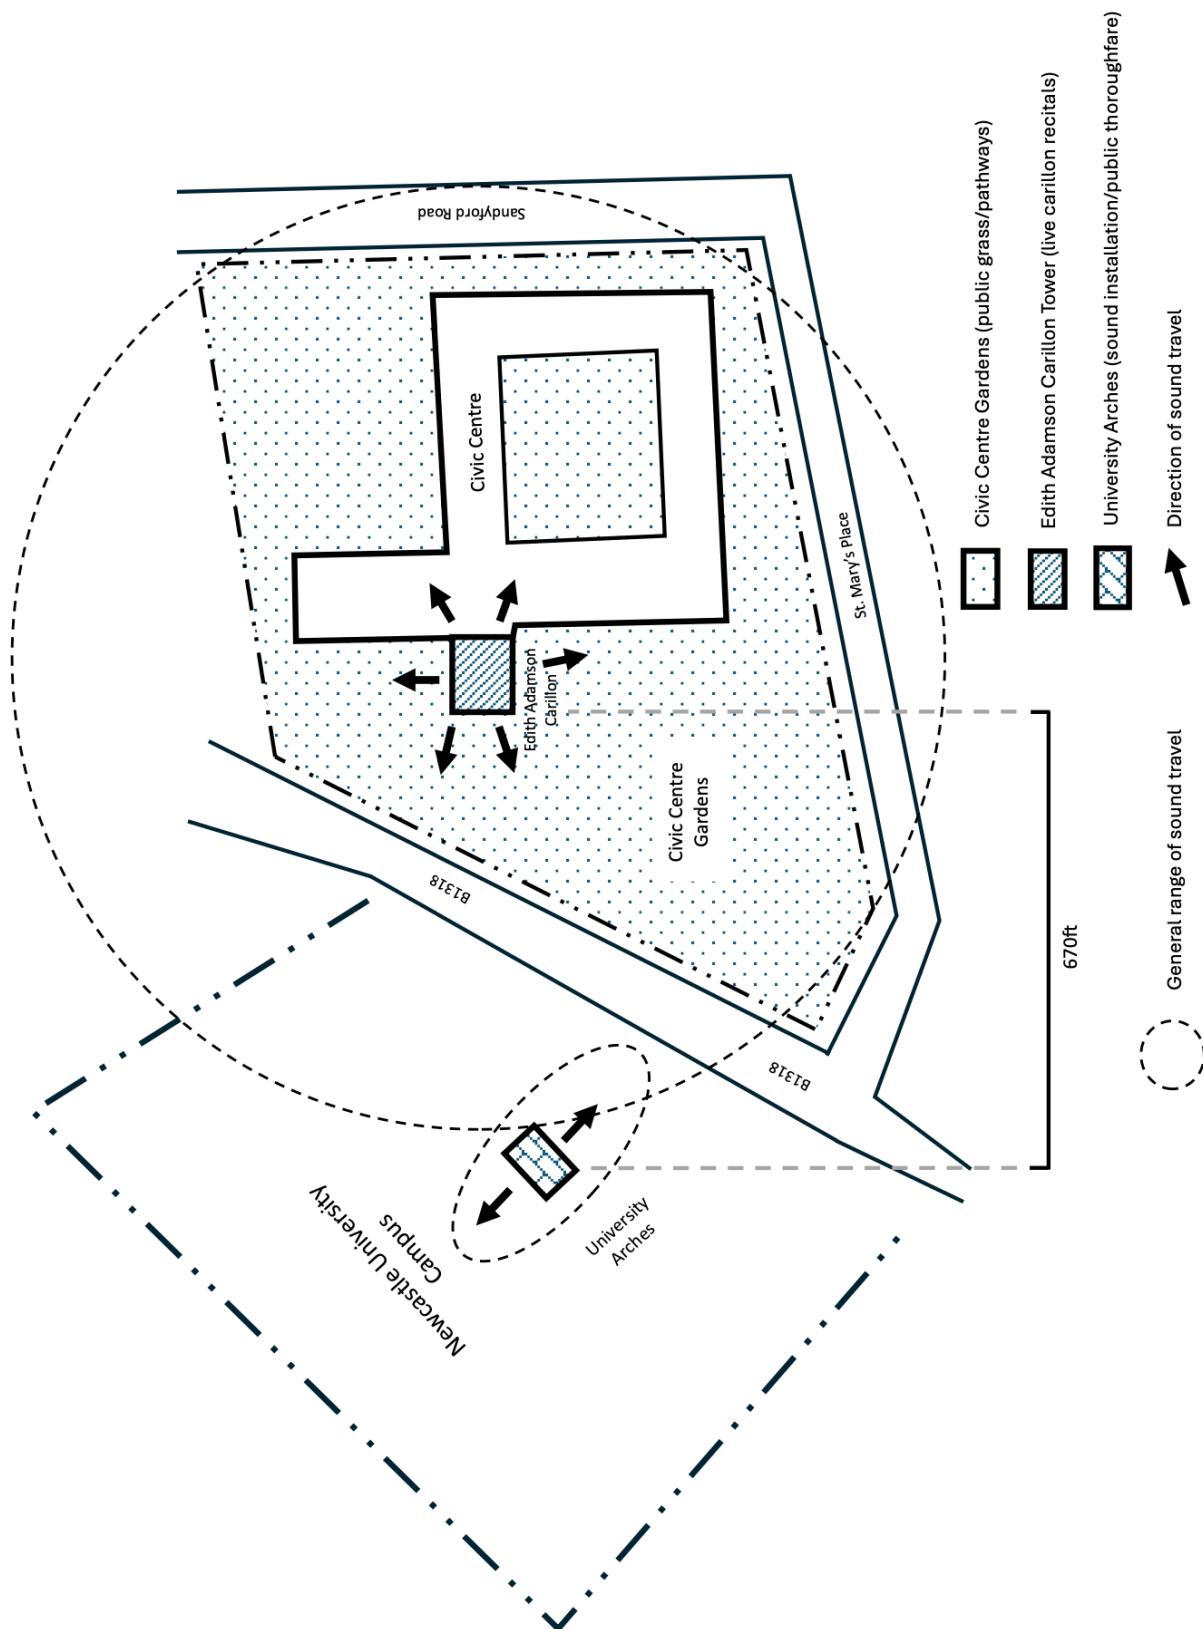 Newcastle University
Campus
University
Arches
B1318
B1318
Civic Centre
Gardens
Edith Adamson
Carillon
Civic Centre
Sandyford Road
St. Mary's Place
670ft
Civic Centre Gardens (public grass/pathways)
Edith Adamson Carillon Tower (live carillon recitals)
University Arches (sound installation/public thoroughfare)
General range of sound travel
Direction of sound travel